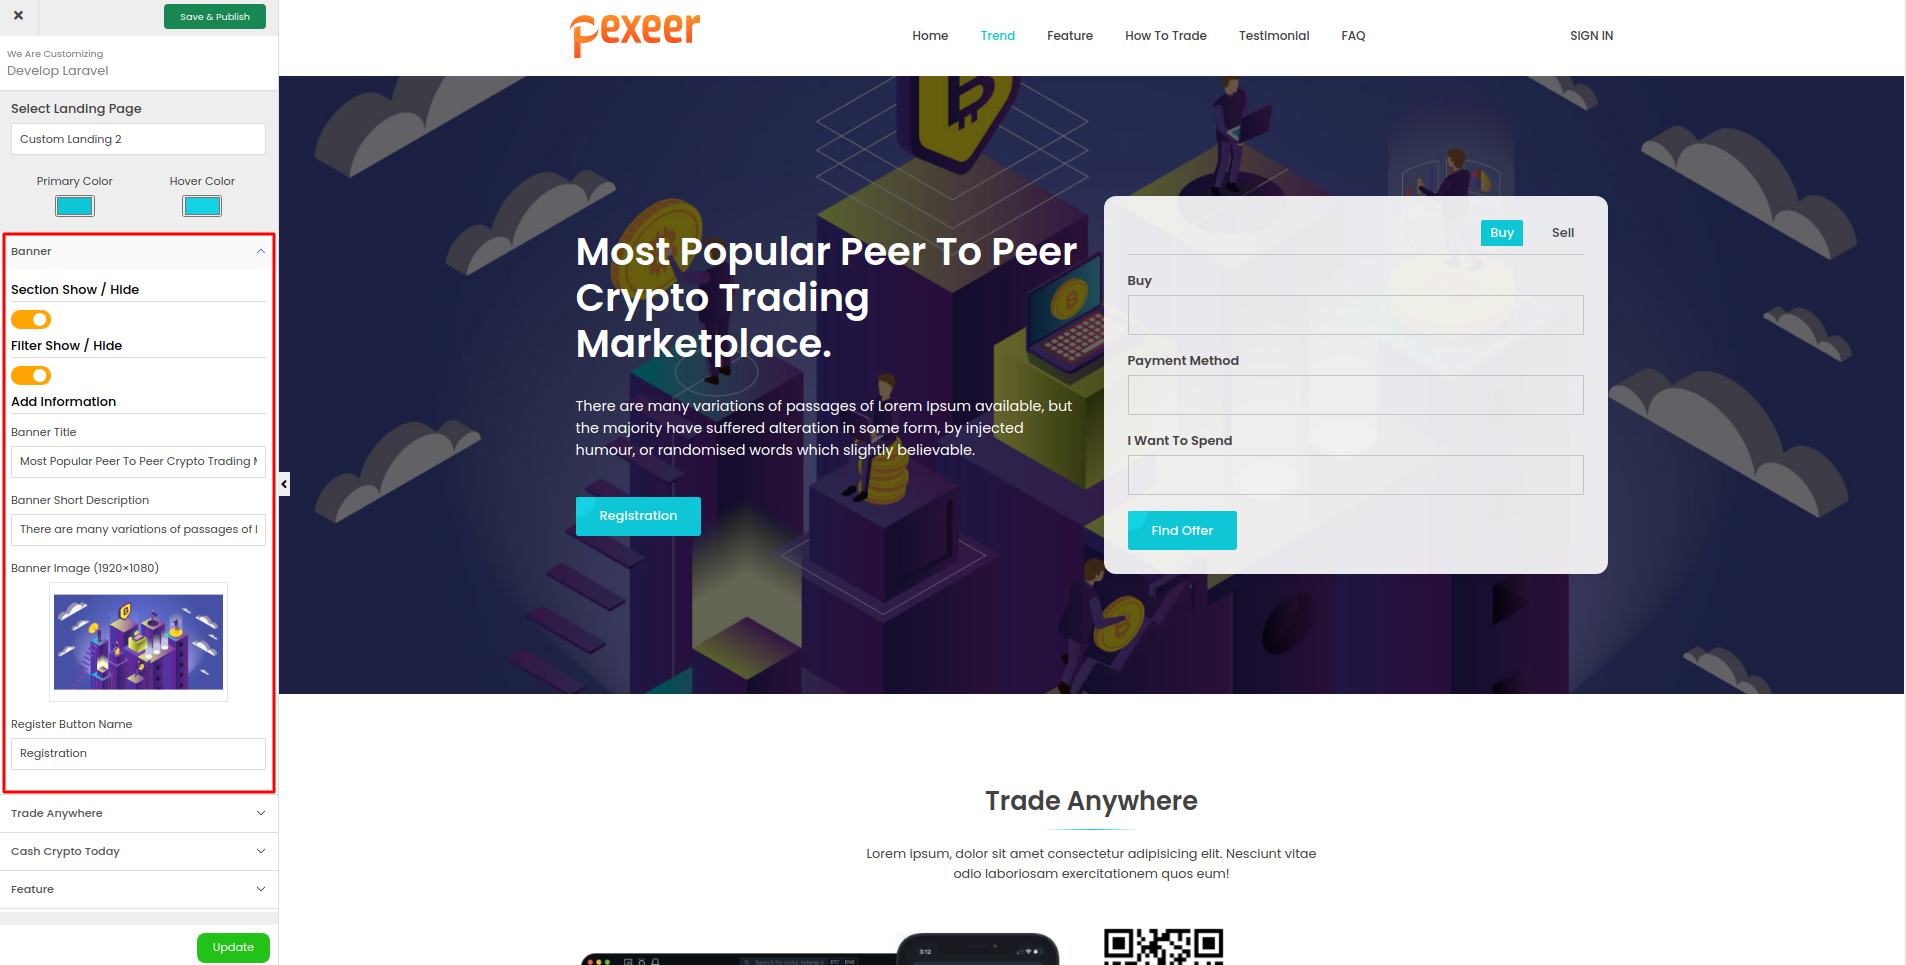 Save & Publish
We Are Customizing
Develop Laravel
Select Landing Page
Custom Landing 2
Primary Color
Hover Color
Banner
Section Show / Hide
Filter Show / Hide
Add Information
Banner Title
Most Popular Peer To Peer Crypto Trading
Banner Short Description
There are many variations of passages of
Banner Image (1920×1080)
Register Button Name
Registration
Trade Anywhere
Cash Crypto Today
Feature
Update
pexeer
Home
Trend
Feature
How To Trade
Testimonial
FAQ
SIGN IN
Most Popular Peer To Peer
Crypto Trading
Marketplace.
There are many variations of passages of Lorem Ipsum available, but
the majority have suffered alteration in some form, by injected
humour, or randomised words which slightly believable.
Registration
Buy
Sell
Buy
Payment Method
I Want To Spend
Find Offer
Trade Anywhere
Lorem ipsum, dolor sit amet consectetur adipisicing elit. Nesciunt vitae
odio laboriosam exercitationem quos eum!
3:12